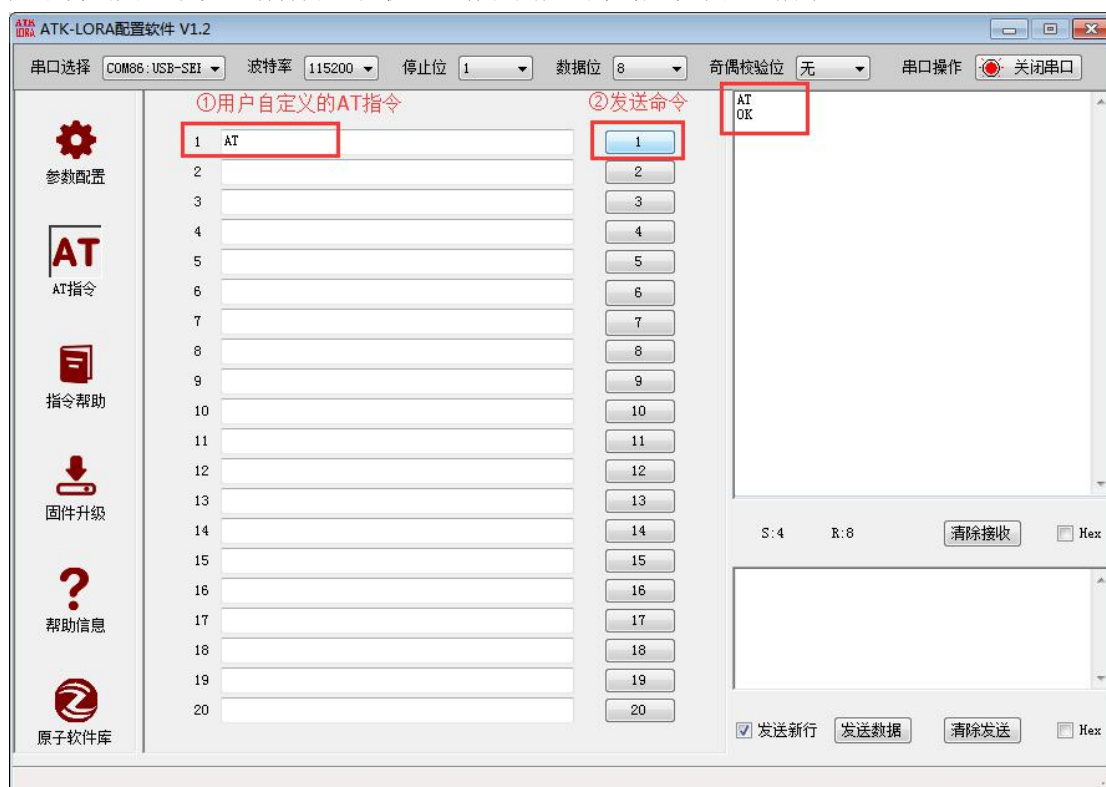 ATK LORA ATK-LORA配置软件 V1.2
串口选择 COM86:USB-SEI 波特率 115200 停止位 1 数据位 8 奇偶校验位 无 串口操作 关闭串口
①用户自定义的AT指令 ②发送命令
AT
OK
1 AT 1
参数配置
2 2
3 3
4 4
AT
AT指令
5 5
6 6
7 7
8 8
9 9
指令帮助
10 10
11 11
12 12
13 13
固件升级
14 14
S:4 R:8 清除接收 Hex
15 15
16 16
17 17
帮助信息
18 18
19 19
20 20
原子软件库
发送新行 发送数据 清除发送 Hex